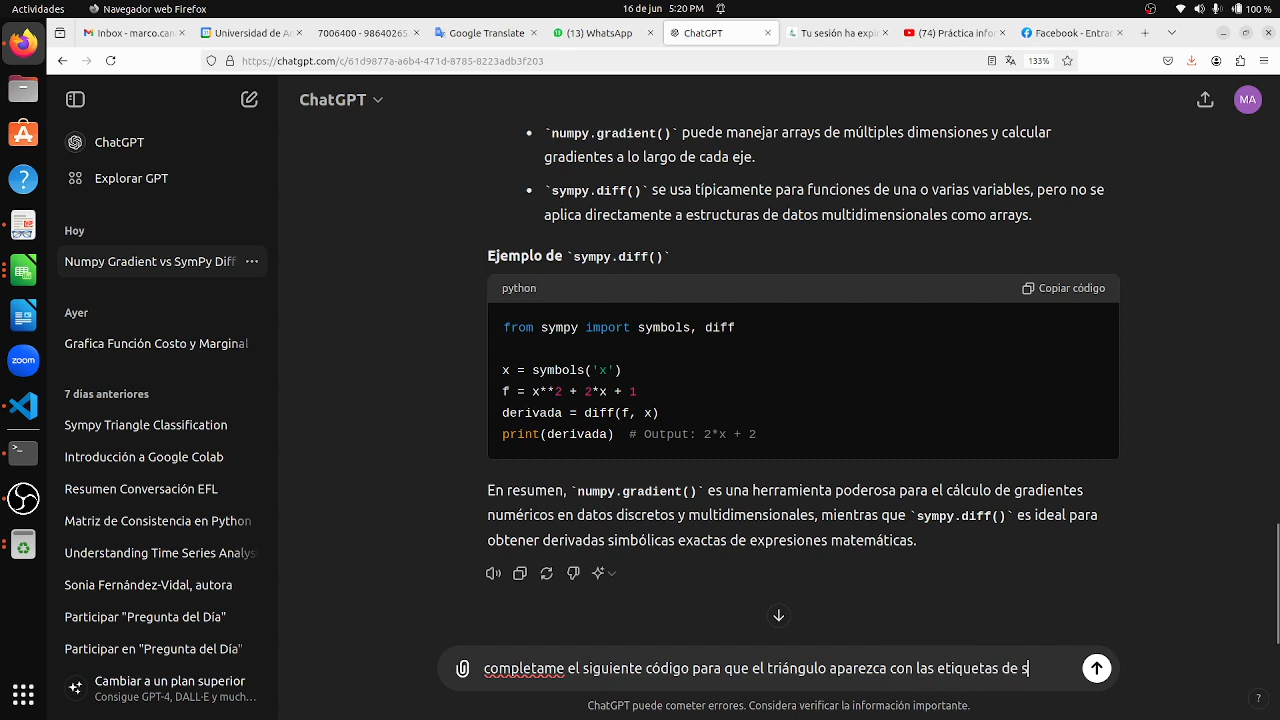 Actividades
Navegador web Firefox
16 de jun 5:20 PM
100 %
Inbox - marco.can
Universidad de Ar
7006400 - 98640265
Google Translate
(13) WhatsApp
ChatGPT
Tu sesión ha expi
(74) Práctica infor
Facebook - Entrar
https://chatgpt.com/c/61d9877a-a6b4-471d-8785-8223adb3f203
133%
ChatGPT
MA
ChatGPT
Explorar GPT
Hoy
Numpy Gradient vs SymPy Diff
Ayer
Grafica Función Costo y Marginal
7 días anteriores
Sympy Triangle Classification
Introducción a Google Colab
Resumen Conversación EFL
Matriz de Consistencia en Python
Understanding Time Series Analys
Sonia Fernández-Vidal, autora
Participar "Pregunta del Día"
Participar en "Pregunta del Día"
Cambiar a un plan superior
Consigue GPT-4, DALL·E y much...
zoom
• `numpy.gradient()` puede manejar arrays de múltiples dimensiones y calcular
gradientes a lo largo de cada eje.
• `sympy.diff()` se usa típicamente para funciones de una o varias variables, pero no se
aplica directamente a estructuras de datos multidimensionales como arrays.
Ejemplo de `sympy.diff()`
python
Copiar código
from sympy import symbols, diff
x = symbols('x')
f = x**2 + 2*x + 1
derivada = diff(f, x)
print(derivada)  # Output: 2*x + 2
En resumen, `numpy.gradient()` es una herramienta poderosa para el cálculo de gradientes
numéricos en datos discretos y multidimensionales, mientras que `sympy.diff()` es ideal para
obtener derivadas simbólicas exactas de expresiones matemáticas.
completame el siguiente código para que el triángulo aparezca con las etiquetas de s
ChatGPT puede cometer errores. Considera verificar la información importante.
?